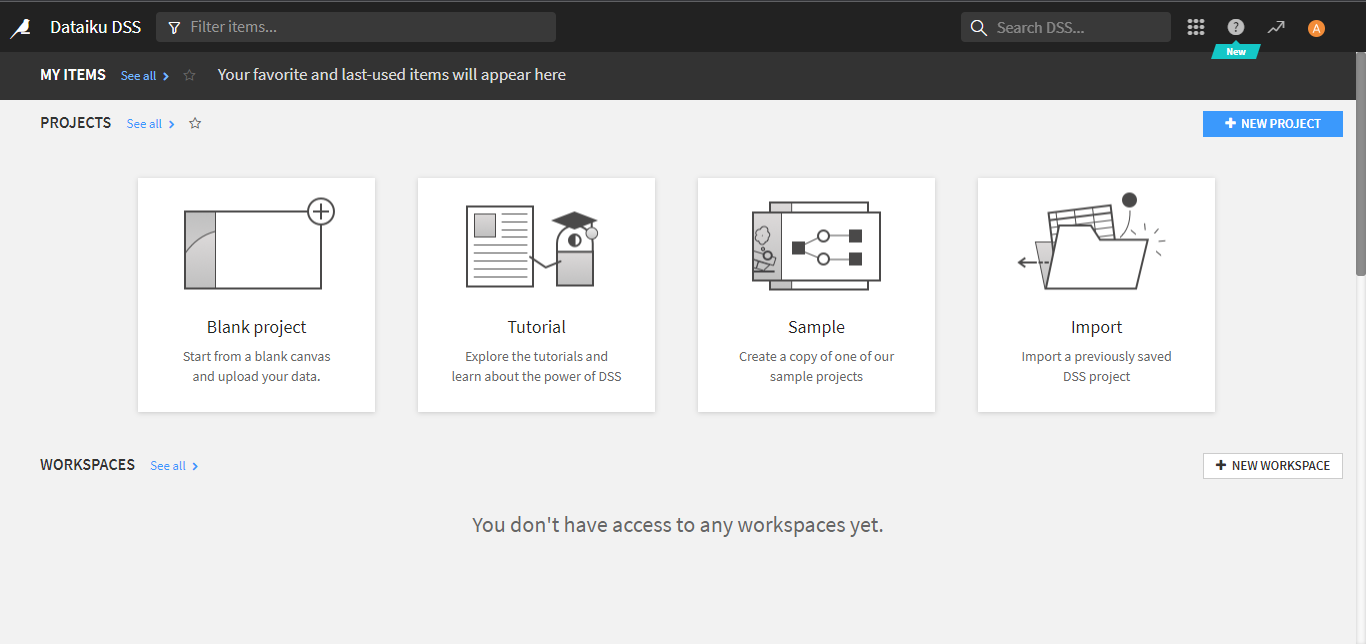 Dataiku DSS
Filter items...
Search DSS...
?
A
New
MY ITEMS
See all
Your favorite and last-used items will appear here
PROJECTS
See all
NEW PROJECT
Blank project
Start from a blank canvas
and upload your data.
Tutorial
Explore the tutorials and
learn about the power of DSS
Sample
Create a copy of one of our
sample projects
Import
Import a previously saved
DSS project
WORKSPACES
See all
NEW WORKSPACE
You don't have access to any workspaces yet.